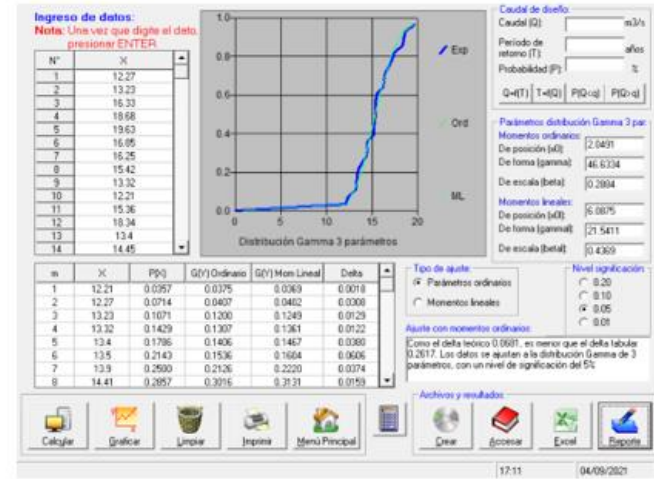 Ingreso de datos:
Nota: Una vez que digite el dato, presionar ENTER
N° X
1 12.27
2 13.23
3 16.33
4 18.68
5 19.63
6 16.85
7 16.25
8 15.42
9 13.32
10 12.21
11 15.36
12 18.34
13 13.4
14 14.45
1.0
0.8
0.6
0.4
0.2
0.0
0 5 10 15 20
Exp
Ord
ML
Distribución Gamma 3 parámetros
Caudal de diseño:
Caudal (Q): m3/s
Período de retorno (T): años
Probabilidad (P): %
Q=f(T) T=f(Q) P(Q<q) P(Q>q)
Parámetros distribución Gamma 3 par
Momentos ordinarios:
De posición (x0): 2.0491
De forma (gamma): 46.6334
De escala (beta): 0.2884
Momentos lineales:
De posición (x0l): 6.0875
De forma (gammal): 21.5411
De escala (betal): 0.4369
m X P(X) G(Y) Ordinario G(Y) Mom Lineal Delta
1 12.21 0.0357 0.0375 0.0369 0.0018
2 12.27 0.0714 0.0407 0.0402 0.0308
3 13.23 0.1071 0.1200 0.1249 0.0129
4 13.32 0.1429 0.1307 0.1361 0.0122
5 13.4 0.1786 0.1406 0.1467 0.0380
6 13.5 0.2143 0.1536 0.1604 0.0606
7 13.9 0.2500 0.2126 0.2220 0.0374
8 14.41 0.2857 0.3016 0.3131 0.0159
Tipo de ajuste:
Parámetros ordinarios
Momentos lineales
Nivel significación:
0.20
0.10
0.05
0.01
Ajuste con momentos ordinarios:
Como el delta teórico 0.0681, es menor que el delta tabular
0.2617. Los datos se ajustan a la distribución Gamma de 3
parámetros, con un nivel de significación del 5%
Archivos y resultados:
Calcular Graficar Limpiar Imprimir Menú Principal Crear Accesar Excel Reporte
17:11 04/09/2021